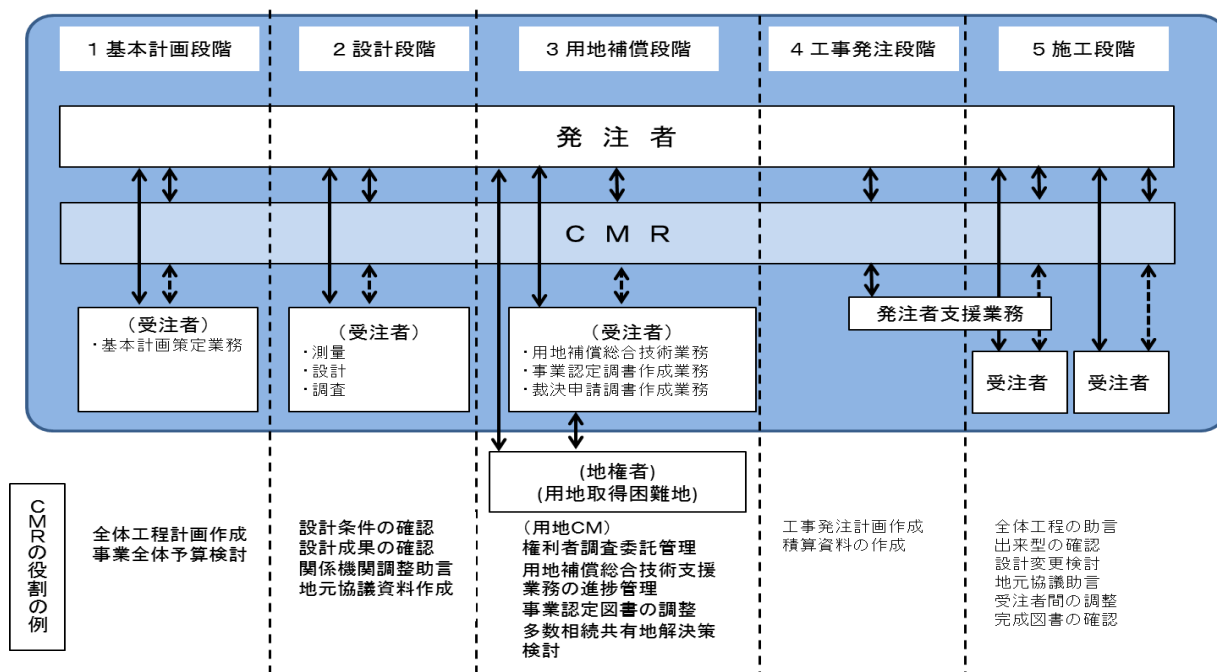 1 基本計画段階
2 設計段階
3 用地補償段階
4 工事発注段階
5 施工段階
発 注 者
C M R
(受注者)
・基本計画策定業務
(受注者)
・測量
・設計
・調査
(受注者)
・用地補償総合技術業務
・事業認定調書作成業務
・裁決申請調書作成業務
発注者支援業務
受注者
受注者
(地権者)
(用地取得困難地)
CMRの役割の例
全体工程計画作成
事業全体予算検討
設計条件の確認
設計成果の確認
関係機関調整助言
地元協議資料作成
(用地CM)
権利者調査委託管理
用地補償総合技術支援
業務の進捗管理
事業認定図書の調整
多数相続共有地解決策
検討
工事発注計画作成
積算資料の作成
全体工程の助言
出来型の確認
設計変更検討
地元協議助言
受注者間の調整
完成図書の確認